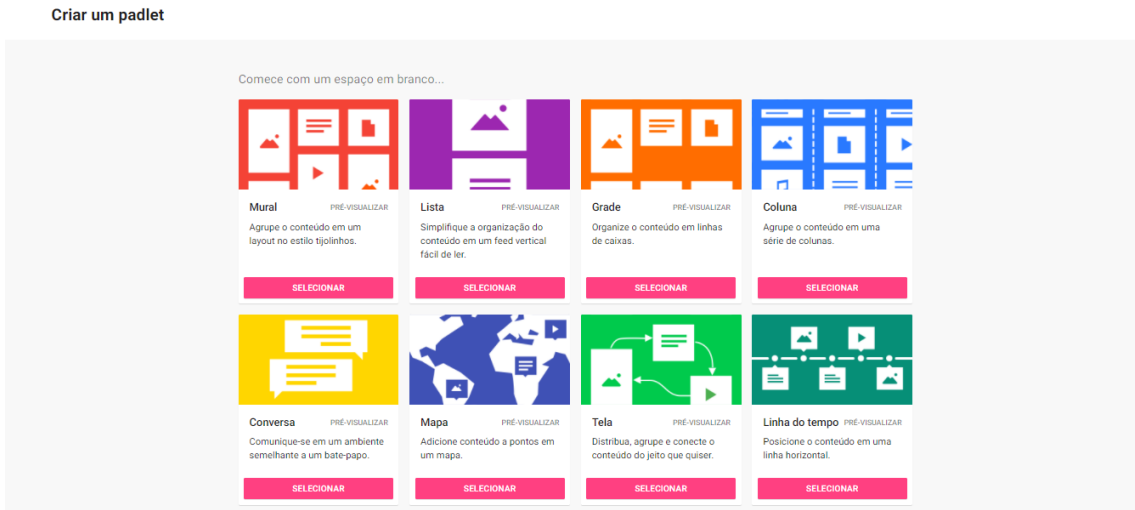 Criar um padlet
Comece com um espaço em branco...
Mural PRÉ-VISUALIZAR
Agrupe o conteúdo em um
layout no estilo tijolinhos.
SELECIONAR
Lista PRÉ-VISUALIZAR
Simplifique a organização do
conteúdo em um feed vertical
fácil de ler.
SELECIONAR
Grade PRÉ-VISUALIZAR
Organize o conteúdo em linhas
de caixas.
SELECIONAR
Coluna PRÉ-VISUALIZAR
Agrupe o conteúdo em uma
série de colunas.
SELECIONAR
Conversa PRÉ-VISUALIZAR
Comunique-se em um ambiente
semelhante a um bate-papo.
SELECIONAR
Mapa PRÉ-VISUALIZAR
Adicione conteúdo a pontos em
um mapa.
SELECIONAR
Tela PRÉ-VISUALIZAR
Distribua, agrupe e conecte o
conteúdo do jeito que quiser.
SELECIONAR
Linha do tempo PRÉ-VISUALIZAR
Posicione o conteúdo em uma
linha horizontal.
SELECIONAR